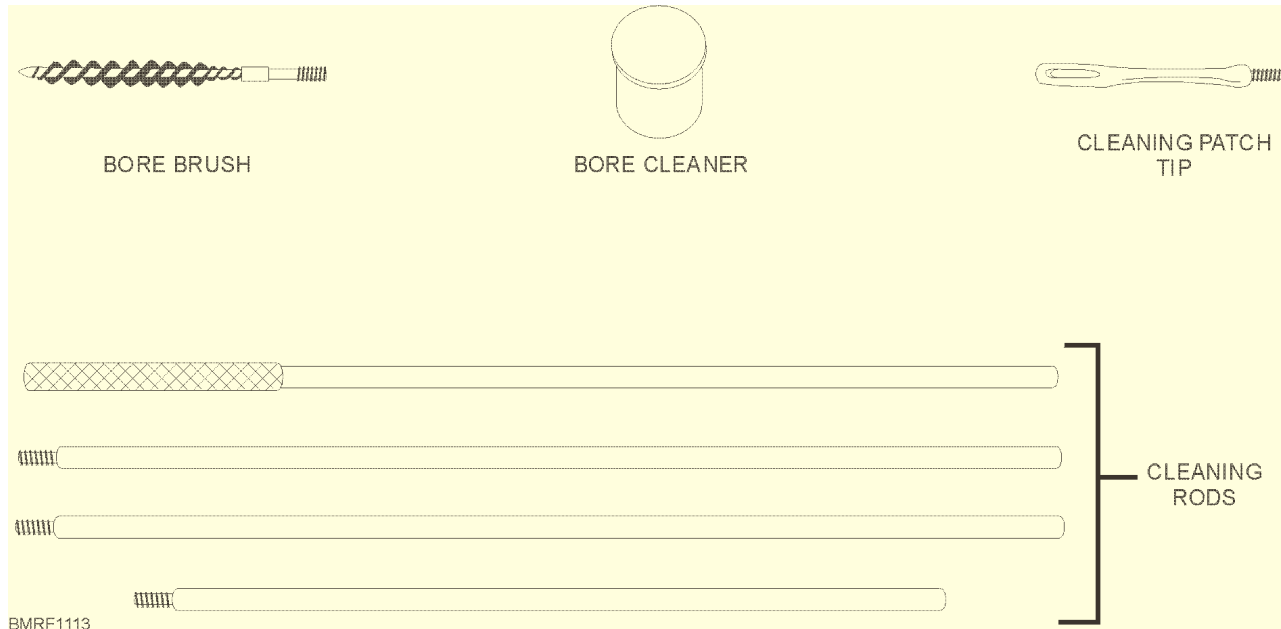 BORE BRUSH
BORE CLEANER
CLEANING PATCH
TIP
CLEANING
RODS
BMRF1113